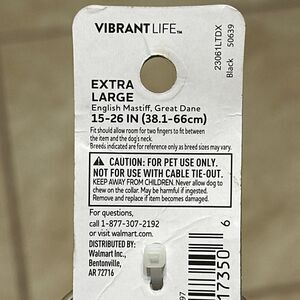 VIBRANTLIFE™
23061LTDX
Black 50639
EXTRA
LARGE
English Mastiff, Great Dane
15-26 IN (38.1-66cm)
Fit should allow room for two fingers to fit between
the item and the dog's neck.
Breeds indicated are for reference only as breed sizes may vary.
CAUTION: FOR PET USE ONLY.
NOT FOR USE WITH CABLE TIE-OUT.
KEEP AWAY FROM CHILDREN. Never allow dog to
chew on the collar. May be harmful if ingested.
Remove and replace if item becomes damaged.
For questions,
call 1-877-307-2192
or visit walmart.com.
DISTRIBUTED BY:
Walmart Inc.,
Bentonville,
AR 72716
17350 6
97